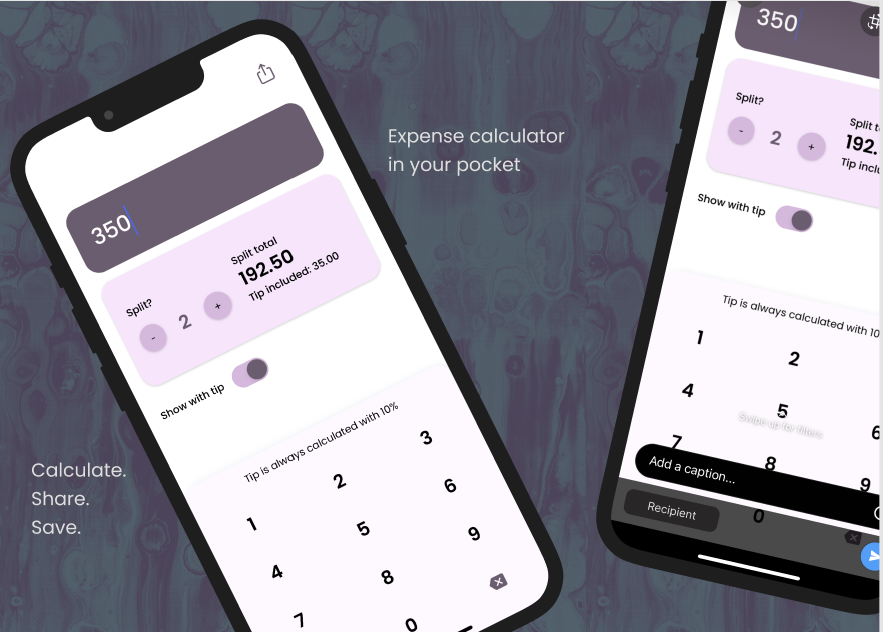 350
Split?
- 2 +
Split total
192.50
Tip included: 35.00
Show with tip
Tip is always calculated with 10%
1 2 3
4 5 6
7 8 9
0
Expense calculator
in your pocket
Calculate.
Share.
Save.
350
Split?
- 2 +
192.
Show with tip
Tip is always calculated with 10
1 2
4 5 6
Swipe up for filters
7 8 9
Add a caption...
Recipient
0